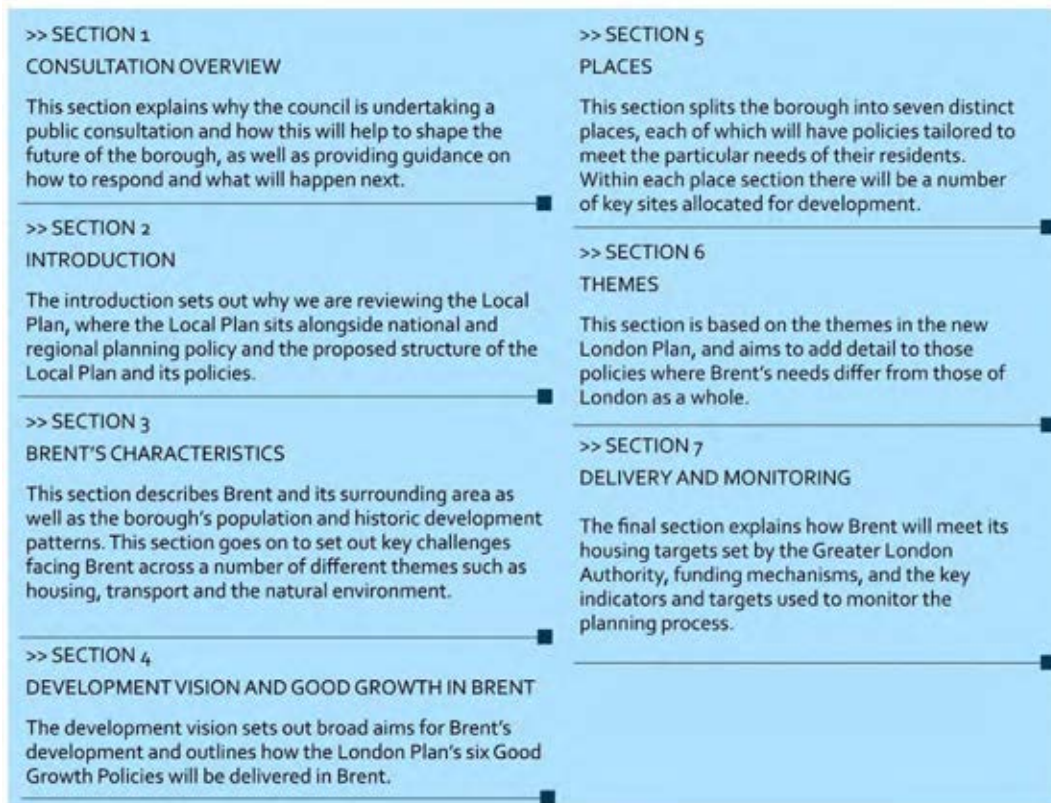 >> SECTION 1
CONSULTATION OVERVIEW
This section explains why the council is undertaking a
public consultation and how this will help to shape the
future of the borough, as well as providing guidance on
how to respond and what will happen next.
>> SECTION 2
INTRODUCTION
The introduction sets out why we are reviewing the Local
Plan, where the Local Plan sits alongside national and
regional planning policy and the proposed structure of the
Local Plan and its policies.
>> SECTION 3
BRENT'S CHARACTERISTICS
This section describes Brent and its surrounding area as
well as the borough's population and historic development
patterns. This section goes on to set out key challenges
facing Brent across a number of different themes such as
housing, transport and the natural environment.
>> SECTION 4
DEVELOPMENT VISION AND GOOD GROWTH IN BRENT
The development vision sets out broad aims for Brent's
development and outlines how the London Plan's six Good
Growth Policies will be delivered in Brent.
>> SECTION 5
PLACES
This section splits the borough into seven distinct
places, each of which will have policies tailored to
meet the particular needs of their residents.
Within each place section there will be a number
of key sites allocated for development.
>> SECTION 6
THEMES
This section is based on the themes in the new
London Plan, and aims to add detail to those
policies where Brent's needs differ from those of
London as a whole.
>> SECTION 7
DELIVERY AND MONITORING
The final section explains how Brent will meet its
housing targets set by the Greater London
Authority, funding mechanisms, and the key
indicators and targets used to monitor the
planning process.